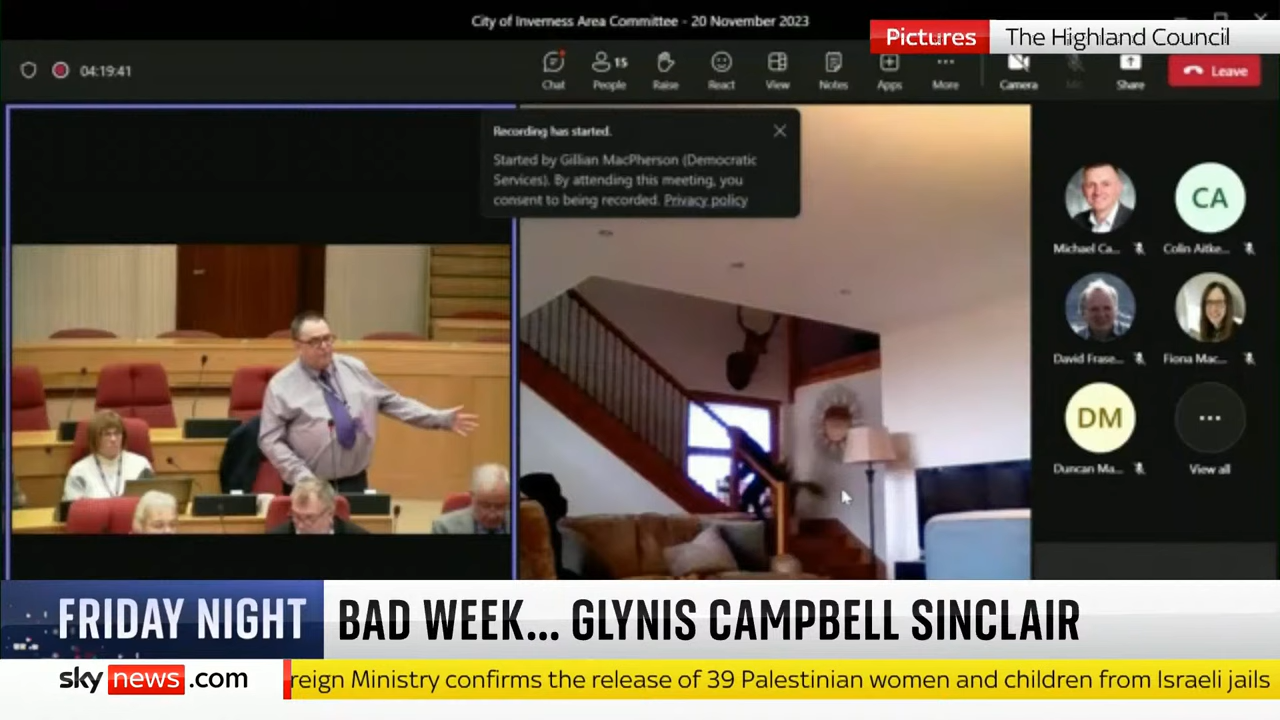 City of Inverness Area Committee - 20 November 2023
Pictures The Highland Council
04:19:41
15
Chat People Raise React View Notes Apps More Camera Share Leave
Recording has started.
Started by Gillian MacPherson (Democratic
Services). By attending this meeting, you
consent to being recorded. Privacy policy
CA
Michael Ca... Colin Aitke...
David Frase... Fiona Mac...
DM
Duncan Ma... View all
FRIDAY NIGHT BAD WEEK... GLYNIS CAMPBELL SINCLAIR
sky news.com reign Ministry confirms the release of 39 Palestinian women and children from Israeli jails